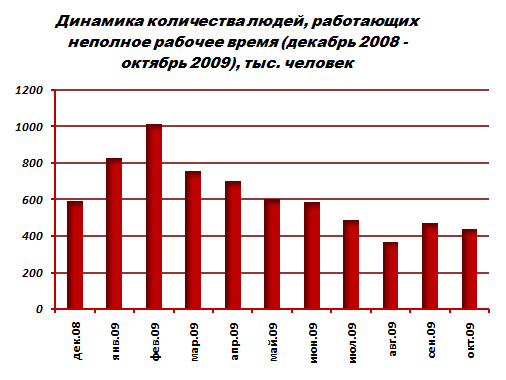 Динамика количества людей, работающих
неполное рабочее время (декабрь 2008 -
октябрь 2009), тыс. человек
1200
1000
800
600
400
200
0
дек.08
янв.09
фев.09
мар.09
апр.09
май.09
июн.09
июл.09
авг.09
сен.09
окт.09